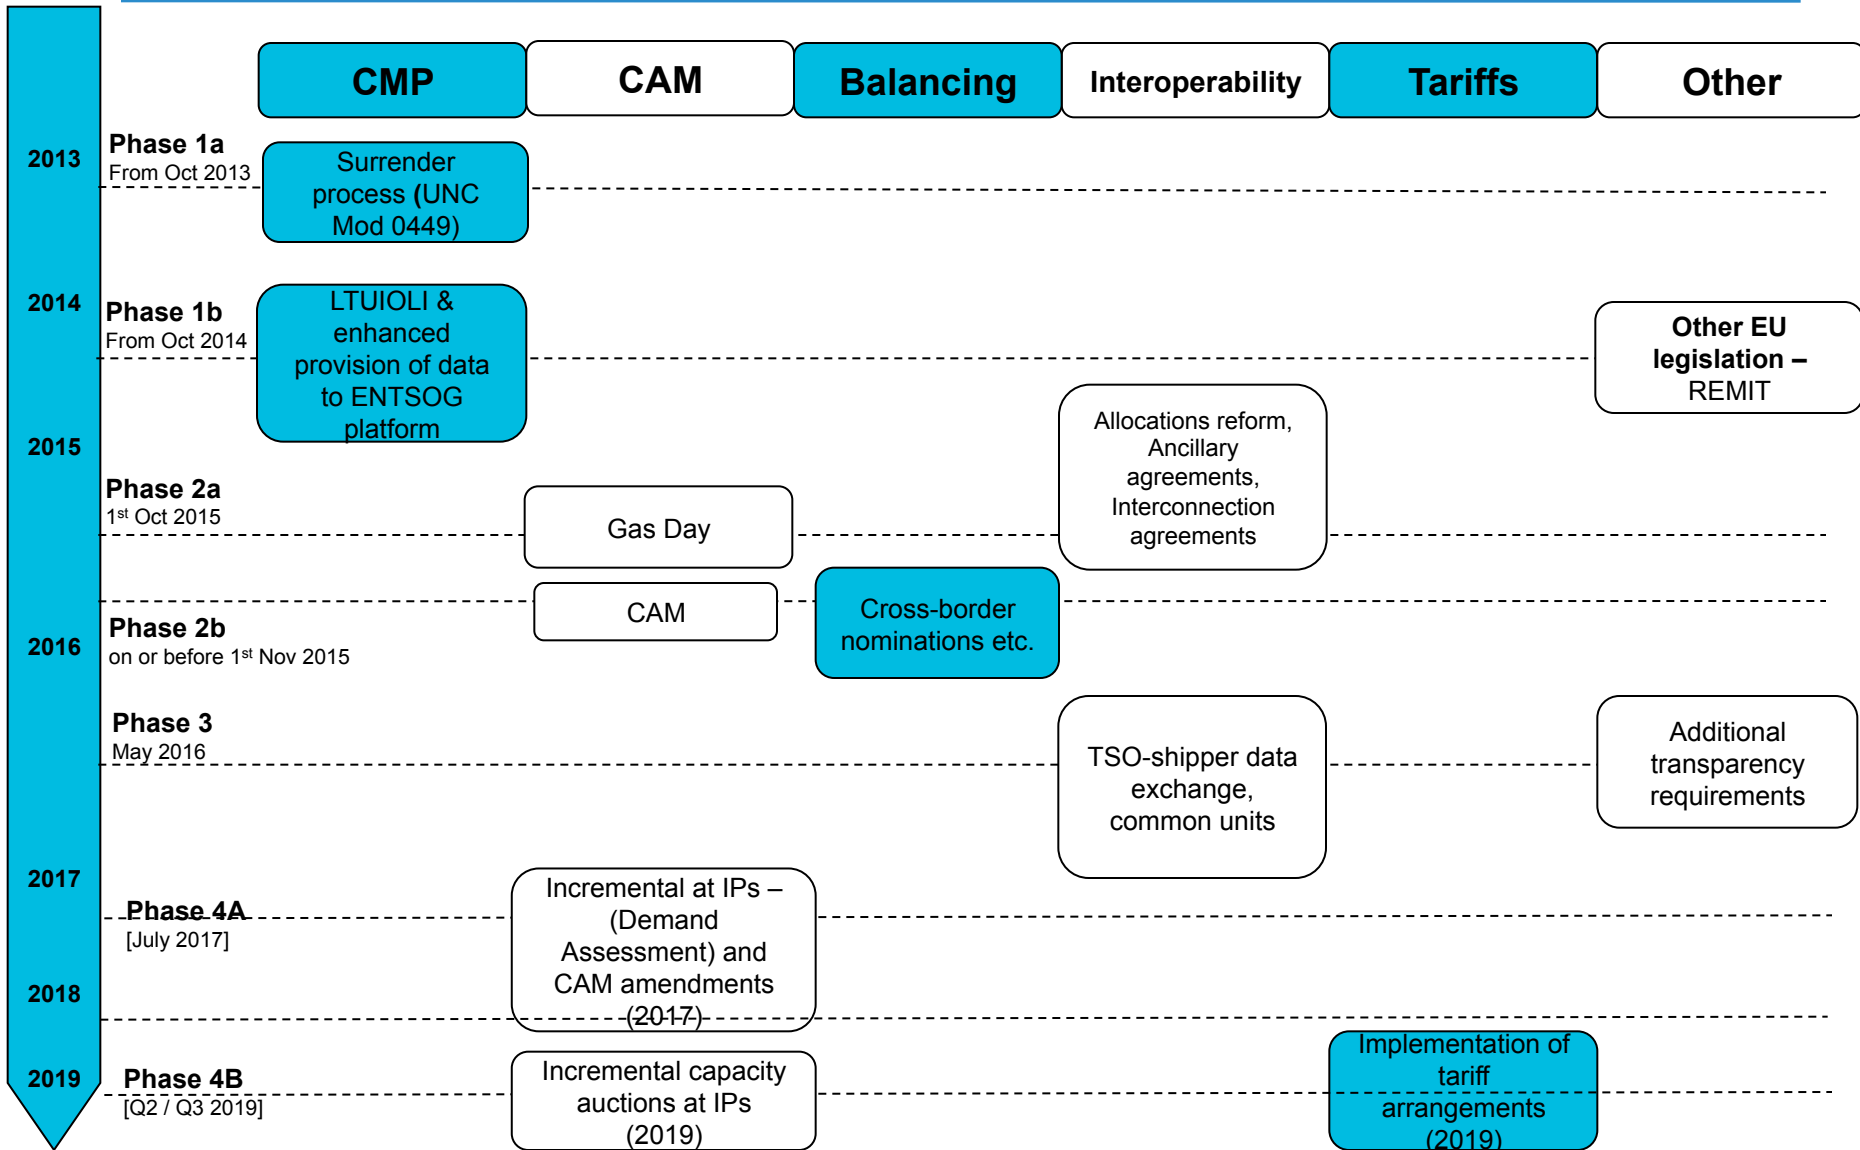 CMP
CAM
Balancing
Interoperability
Tariffs
Other
2013
Phase 1a
From Oct 2013
Surrender
process (UNC
Mod 0449)
2014
Phase 1b
From Oct 2014
LTUIOLI &
enhanced
provision of data
to ENTSOG
platform
Other EU
legislation –
REMIT
2015
Allocations reform,
Ancillary
agreements,
Interconnection
agreements
Phase 2a
1st Oct 2015
Gas Day
CAM
Cross-border
nominations etc.
2016
Phase 2b
on or before 1st Nov 2015
Phase 3
May 2016
TSO-shipper data
exchange,
common units
Additional
transparency
requirements
2017
Phase 4A
[July 2017]
Incremental at IPs –
(Demand
Assessment) and
CAM amendments
(2017)
2018
2019
Phase 4B
[Q2 / Q3 2019]
Incremental capacity
auctions at IPs
(2019)
Implementation of
tariff
arrangements
(2019)